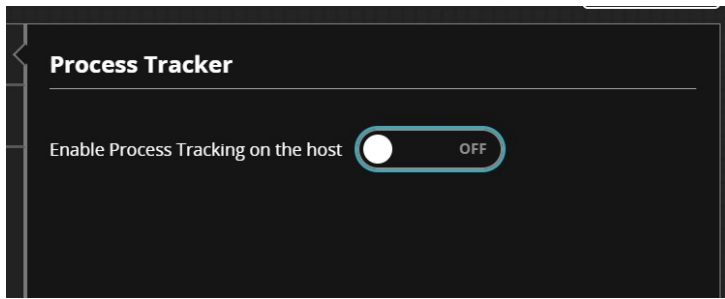 Process Tracker
Enable Process Tracking on the host OFF